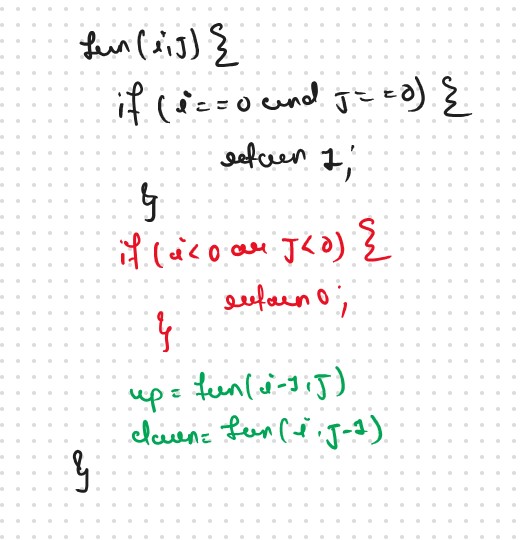 fun(i,J) {
if (i==0 and J==0) {
return 1;
}
if (i<0 or J<0) {
return 0;
}
up = fun(i-1,J)
down= fun(i,J-1)
}